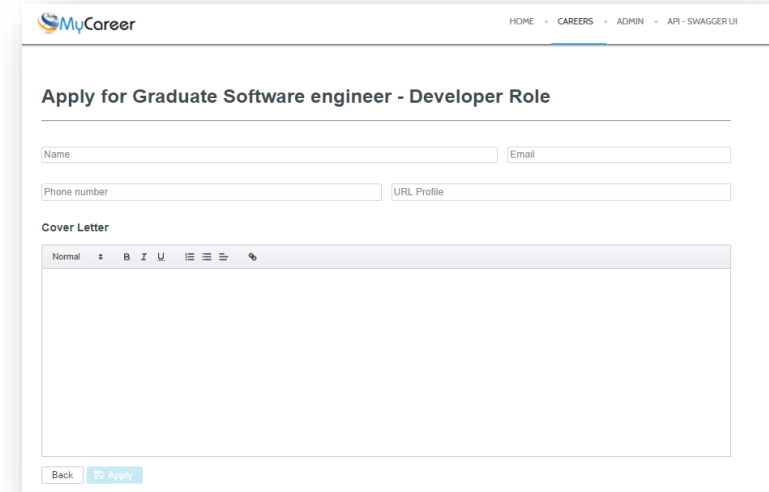 MyCareer
HOME CAREERS ADMIN API - SWAGGER UI
Apply for Graduate Software engineer - Developer Role
Name Email
Phone number URL Profile
Cover Letter
Normal B I U
Back Apply